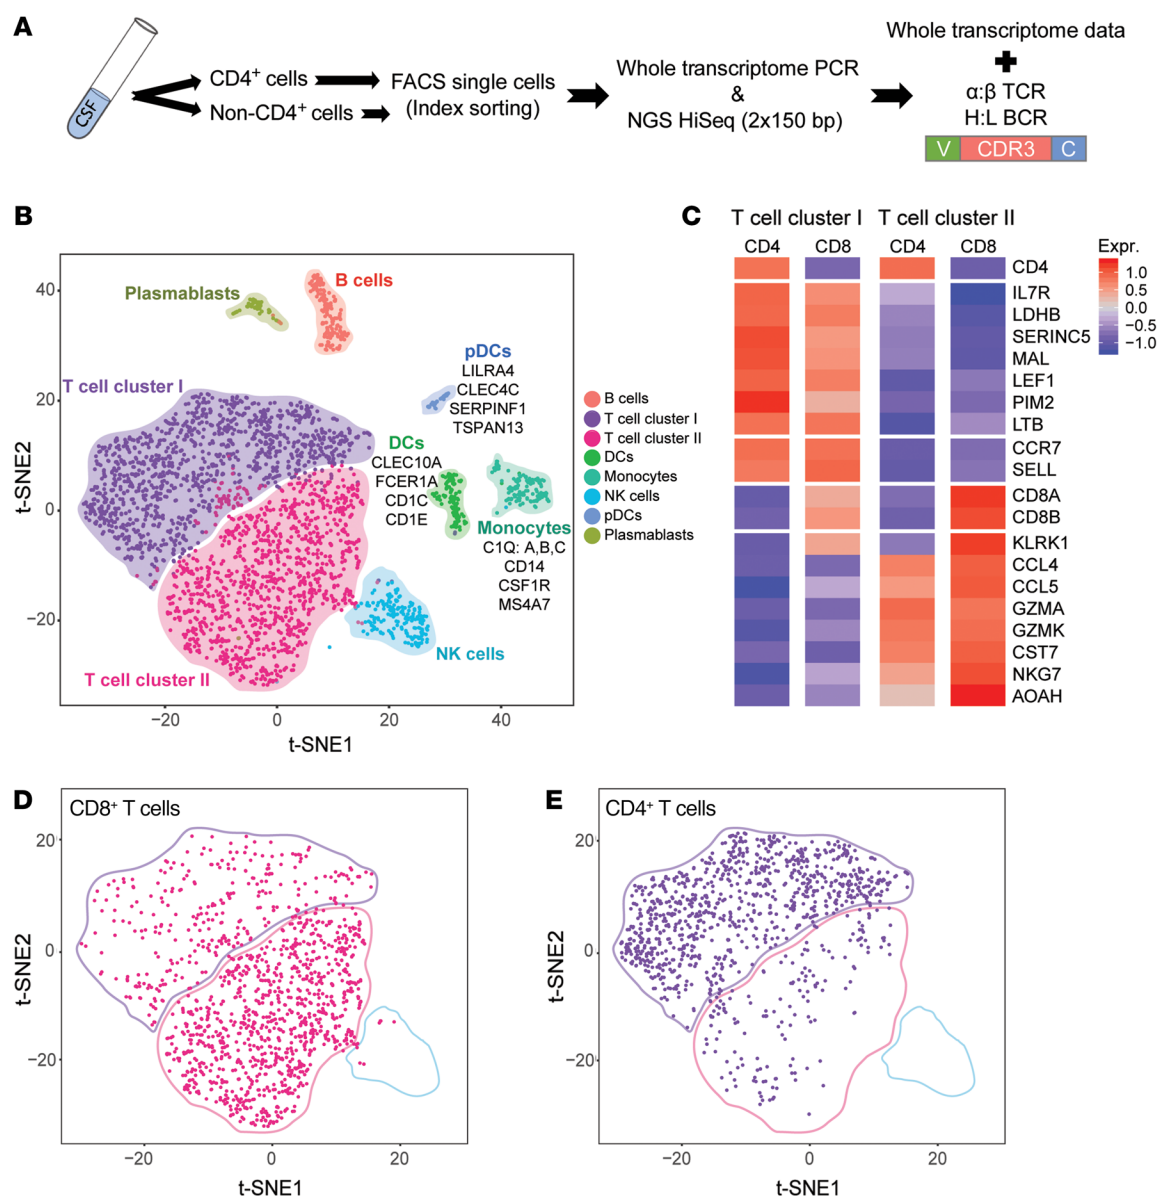 A
CSF
CD4+ cells
Non-CD4+ cells
FACS single cells
(Index sorting)
Whole transcriptome PCR
&
NGS HiSeq (2x150 bp)
Whole transcriptome data
+
α:β TCR
H:L BCR
V CDR3 C
B
Plasmablasts
B cells
T cell cluster I
pDCs
LILRA4
CLEC4C
SERPINF1
TSPAN13
DCs
CLEC10A
FCER1A
CD1C
CD1E
Monocytes
C1Q: A,B,C
CD14
CSF1R
MS4A7
NK cells
T cell cluster II
40
20
0
−20
t-SNE2
−20 0 20 40
t-SNE1
B cells
T cell cluster I
T cell cluster II
DCs
Monocytes
NK cells
pDCs
Plasmablasts
C
T cell cluster I T cell cluster II
CD4 CD8 CD4 CD8
CD4
IL7R
LDHB
SERINC5
MAL
LEF1
PIM2
LTB
CCR7
SELL
CD8A
CD8B
KLRK1
CCL4
CCL5
GZMA
GZMK
CST7
NKG7
AOAH
Expr.
1.0
0.5
0.0
−0.5
−1.0
D
CD8+ T cells
20
0
−20
t-SNE2
−20 0 20
t-SNE1
E
CD4+ T cells
20
0
−20
t-SNE2
−20 0 20
t-SNE1